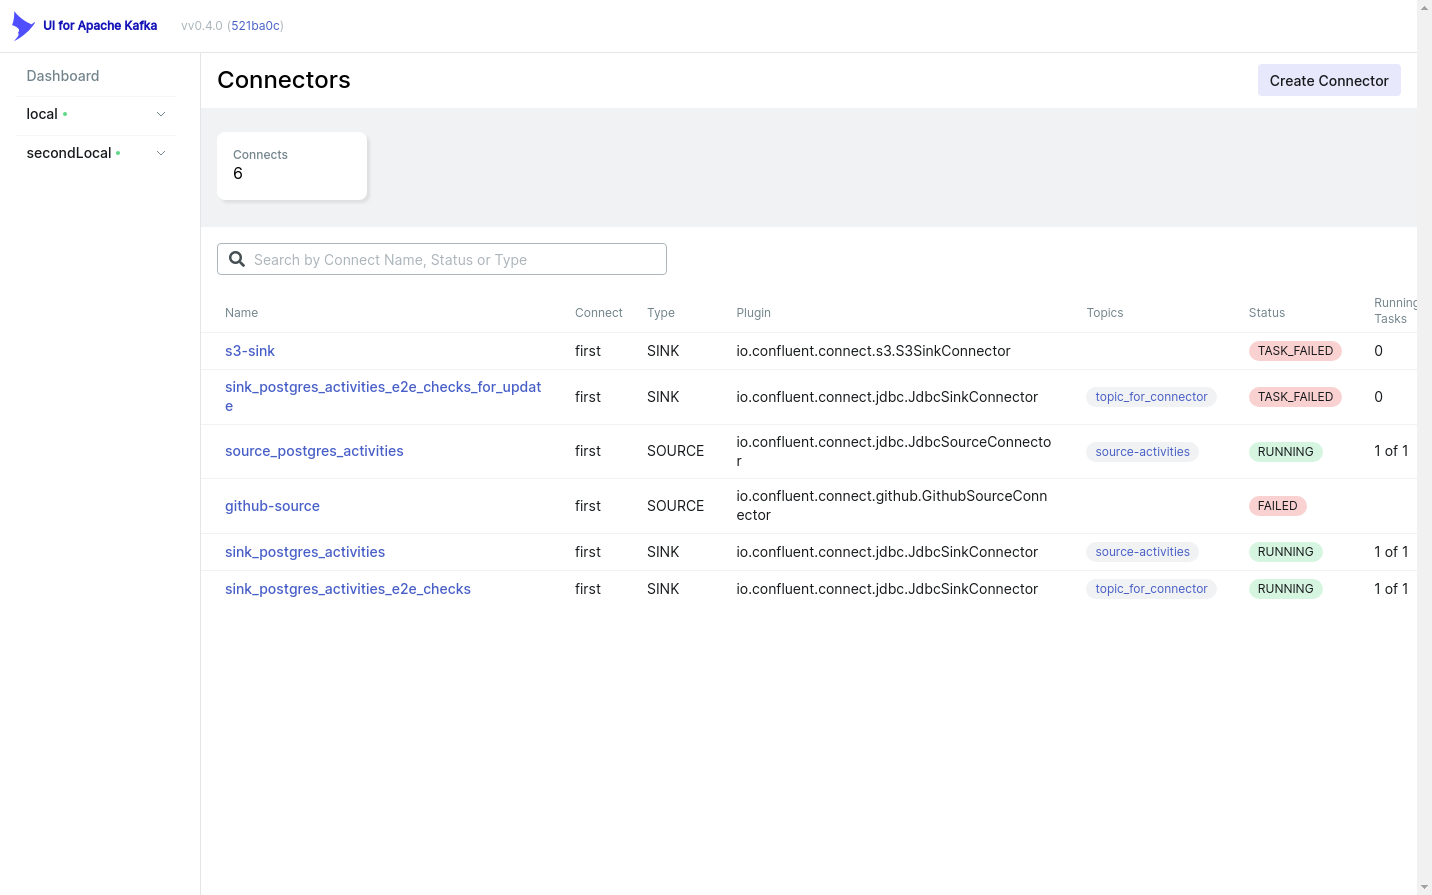 UI for Apache Kafka vv0.4.0 (521ba0c)
Dashboard
local
secondLocal
Connectors
Create Connector
Connects
6
Search by Connect Name, Status or Type
Name Connect Type Plugin Topics Status Running
Tasks
s3-sink first SINK io.confluent.connect.s3.S3SinkConnector TASK_FAILED 0
sink_postgres_activities_e2e_checks_for_updat
e first SINK io.confluent.connect.jdbc.JdbcSinkConnector topic_for_connector TASK_FAILED 0
source_postgres_activities first SOURCE io.confluent.connect.jdbc.JdbcSourceConnecto
r source-activities RUNNING 1 of 1
github-source first SOURCE io.confluent.connect.github.GithubSourceConn
ector FAILED
sink_postgres_activities first SINK io.confluent.connect.jdbc.JdbcSinkConnector source-activities RUNNING 1 of 1
sink_postgres_activities_e2e_checks first SINK io.confluent.connect.jdbc.JdbcSinkConnector topic_for_connector RUNNING 1 of 1